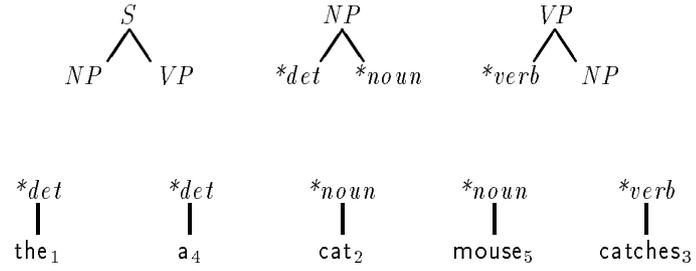 S NP VP
NP VP *det *noun *verb NP
*det *det *noun *noun *verb
the₁ a₄ cat₂ mouse₅ catches₃